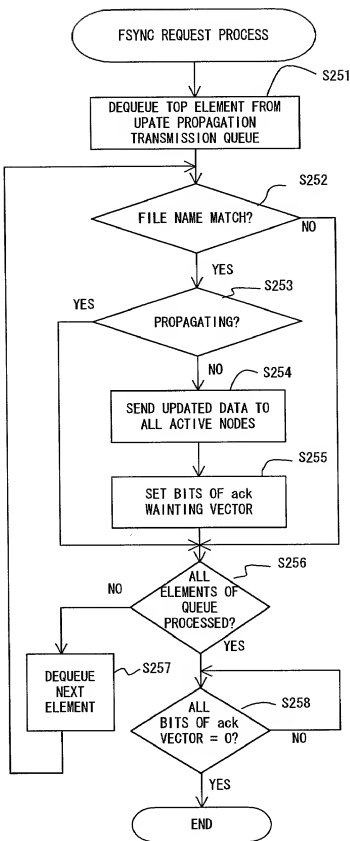 FSYNC REQUEST PROCESS
S251
DEQUEUE TOP ELEMENT FROM
UPATE PROPAGATION
TRANSMISSION QUEUE
S252
FILE NAME MATCH?
NO
YES
S253
YES
PROPAGATING?
NO
S254
SEND UPDATED DATA TO
ALL ACTIVE NODES
S255
SET BITS OF ack
WAINTING VECTOR
S256
NO
ALL
ELEMENTS OF
QUEUE
PROCESSED?
YES
S257
DEQUEUE
NEXT
ELEMENT
S258
ALL
BITS OF ack
VECTOR = 0?
NO
YES
END